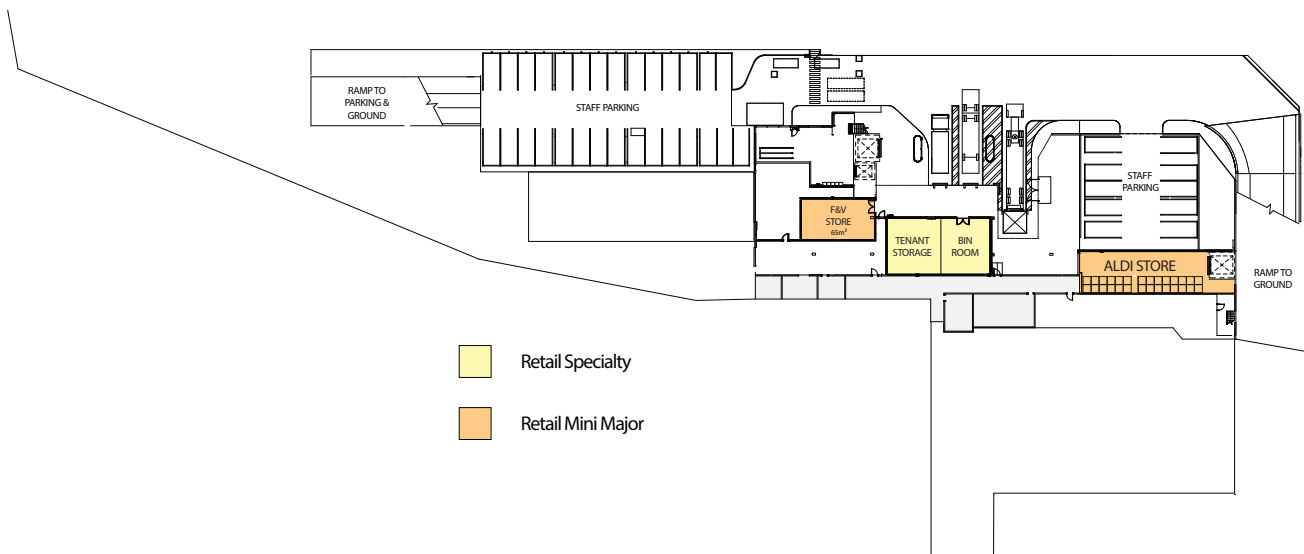 RAMP TO
PARKING &
GROUND
STAFF PARKING
STAFF
PARKING
F&V
STORE
65m²
TENANT
STORAGE
BIN
ROOM
ALDI STORE
RAMP TO
GROUND
Retail Specialty
Retail Mini Major